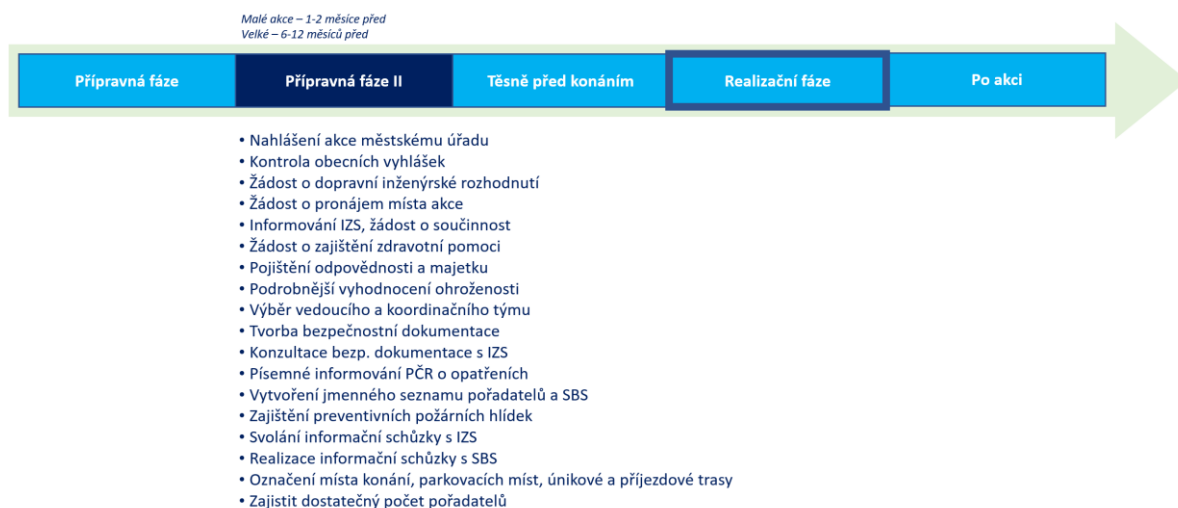 Malé akce – 1-2 měsíce před
Velké – 6-12 měsíců před
Přípravná fáze
Přípravná fáze II
Těsně před konáním
Realizační fáze
Po akci
• Nahlášení akce městskému úřadu
• Kontrola obecních vyhlášek
• Žádost o dopravní inženýrské rozhodnutí
• Žádost o pronájem místa akce
• Informování IZS, žádost o součinnost
• Žádost o zajištění zdravotní pomoci
• Pojištění odpovědnosti a majetku
• Podrobnější vyhodnocení ohroženosti
• Výběr vedoucího a koordinačního týmu
• Tvorba bezpečnostní dokumentace
• Konzultace bezp. dokumentace s IZS
• Písemné informování PČR o opatřeních
• Vytvoření jmenného seznamu pořadatelů a SBS
• Zajištění preventivních požárních hlídek
• Svolání informační schůzky s IZS
• Realizace informační schůzky s SBS
• Označení místa konání, parkovacích míst, únikové a příjezdové trasy
• Zajistit dostatečný počet pořadatelů